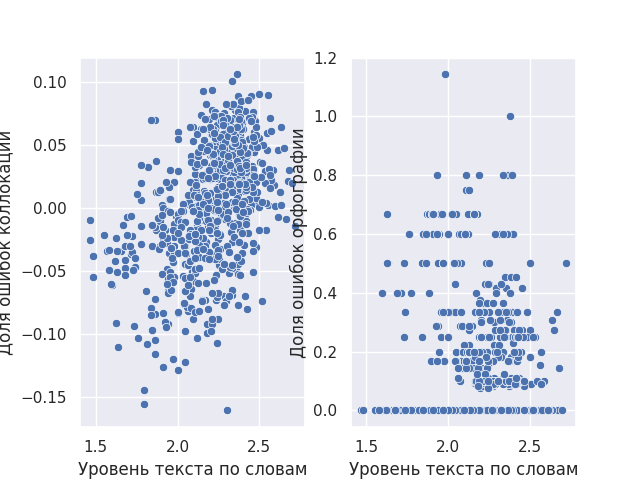 Доля ошибок коллокации
0.10
0.05
0.00
−0.05
−0.10
−0.15
1.5 2.0 2.5
Уровень текста по словам
Доля ошибок орфографии
1.2
1.0
0.8
0.6
0.4
0.2
0.0
1.5 2.0 2.5
Уровень текста по словам